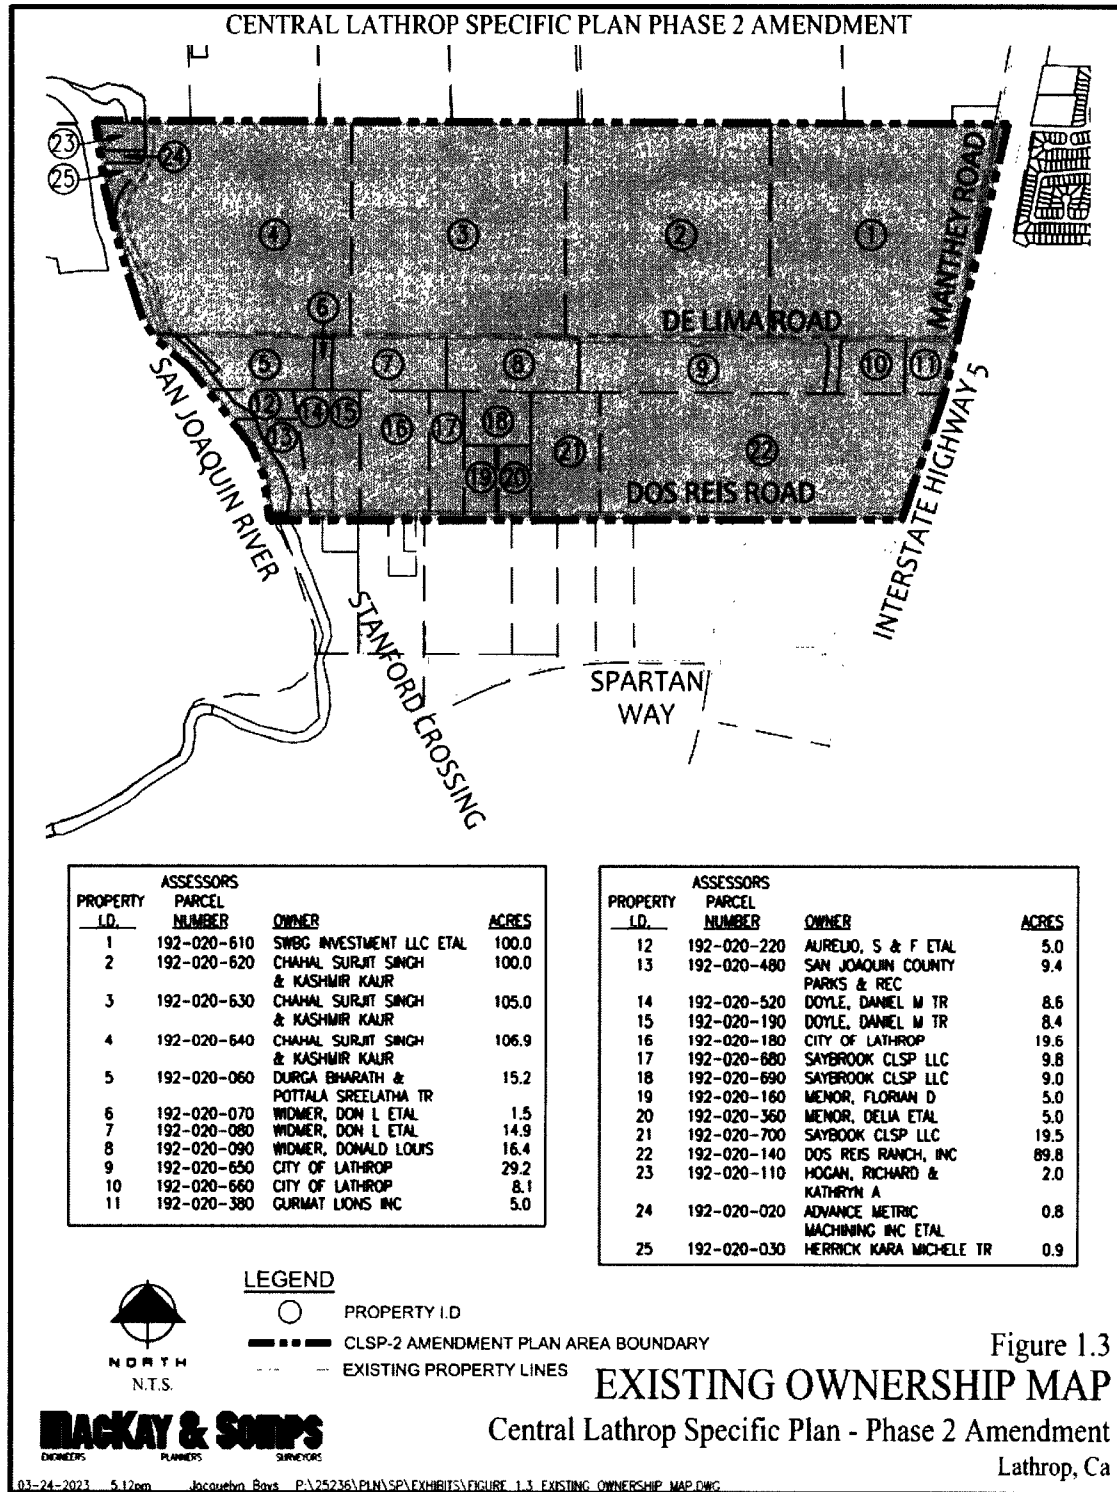 CENTRAL LATHROP SPECIFIC PLAN PHASE 2 AMENDMENT
23
24
25
4
3
2
1
MANTHEY ROAD
6
DE LIMA ROAD
5
7
8
9
10
11
12
14
15
13
16
17
18
19
20
21
22
DOS REIS ROAD
SAN JOAQUIN RIVER
INTERSTATE HIGHWAY 5
STANFORD CROSSING
SPARTAN
WAY
PROPERTY I.D. ASSESSORS PARCEL NUMBER OWNER ACRES
1 192-020-610 SWBG INVESTMENT LLC ETAL 100.0
2 192-020-620 CHAHAL SURJIT SINGH 100.0
& KASHMIR KAUR
3 192-020-630 CHAHAL SURJIT SINGH 105.0
& KASHMIR KAUR
4 192-020-640 CHAHAL SURJIT SINGH 106.9
& KASHMIR KAUR
5 192-020-060 DURGA BHARATH & 15.2
POTTALA SREELATHA TR
6 192-020-070 WIDMER, DON L ETAL 1.5
7 192-020-080 WIDMER, DON L ETAL 14.9
8 192-020-090 WIDMER, DONALD LOUIS 16.4
9 192-020-650 CITY OF LATHROP 29.2
10 192-020-660 CITY OF LATHROP 8.1
11 192-020-380 GURMAT LIONS INC 5.0
PROPERTY I.D. ASSESSORS PARCEL NUMBER OWNER ACRES
12 192-020-220 AURELIO, S & F ETAL 5.0
13 192-020-480 SAN JOAQUIN COUNTY 9.4
PARKS & REC
14 192-020-520 DOYLE, DANIEL M TR 8.6
15 192-020-190 DOYLE, DANIEL M TR 8.4
16 192-020-180 CITY OF LATHROP 19.6
17 192-020-680 SAYBROOK CLSP LLC 9.8
18 192-020-690 SAYBROOK CLSP LLC 9.0
19 192-020-160 MENOR, FLORIAN D 5.0
20 192-020-360 MENOR, DELIA ETAL 5.0
21 192-020-700 SAYBOOK CLSP LLC 19.5
22 192-020-140 DOS REIS RANCH, INC 89.8
23 192-020-110 HOGAN, RICHARD & 2.0
KATHRYN A
24 192-020-020 ADVANCE METRIC 0.8
MACHINING INC ETAL
25 192-020-030 HERRICK KARA MICHELE TR 0.9
NORTH
N.T.S.
LEGEND
PROPERTY I.D
CLSP-2 AMENDMENT PLAN AREA BOUNDARY
EXISTING PROPERTY LINES
Figure 1.3
EXISTING OWNERSHIP MAP
Central Lathrop Specific Plan - Phase 2 Amendment
Lathrop, Ca
MACKAY & SOMPS
ENGINEERS PLANNERS SURVEYORS
03-24-2023 5:12pm Jacquelyn Bays P:\25236\PLN\SP\EXHIBITS\FIGURE 1.3 EXISTING OWNERSHIP MAP.DWG